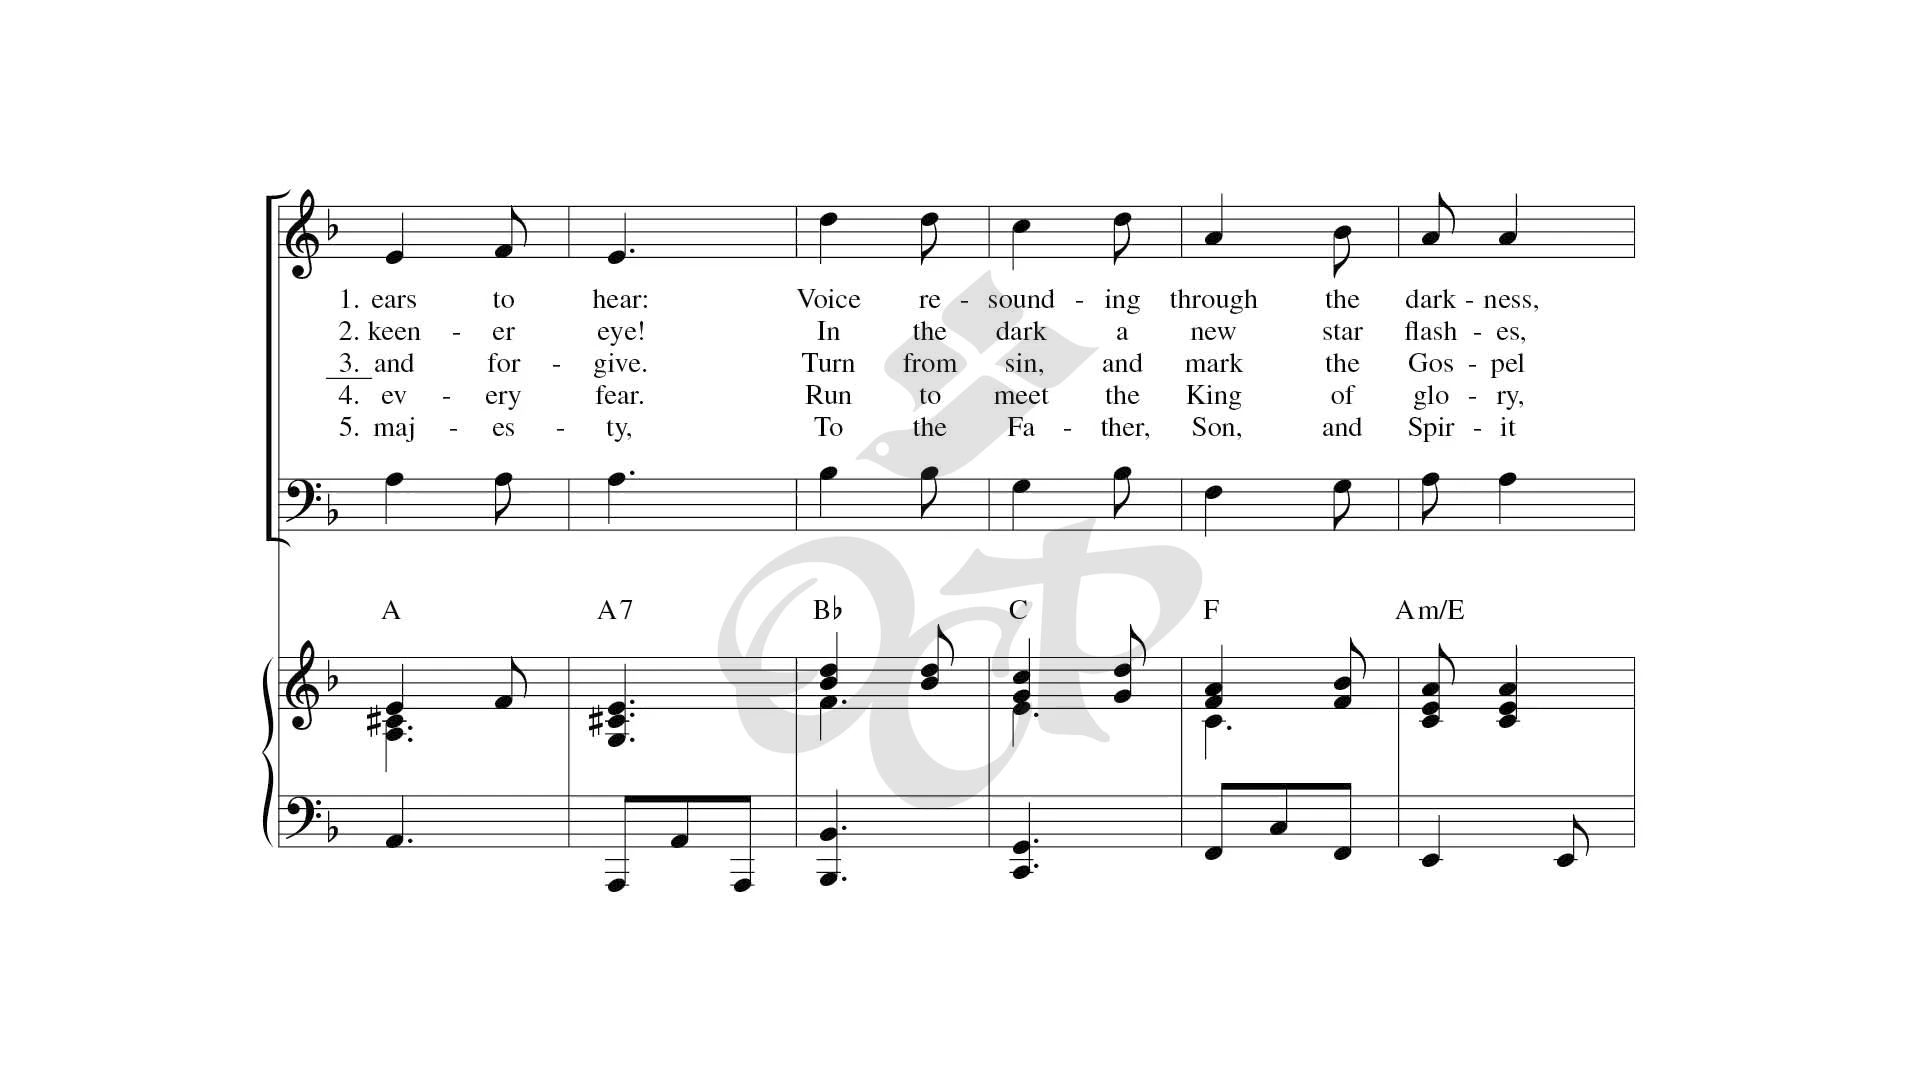 1. ears to hear: Voice re - sound - ing through the dark - ness,
2. keen - er eye! In the dark a new star flash - es,
3. and for - give. Turn from sin, and mark the Gos - pel
4. ev - ery fear. Run to meet the King of glo - ry,
5. maj - es - ty, To the Fa - ther, Son, and Spir - it
A A7 B♭ C F Am/E
OCP